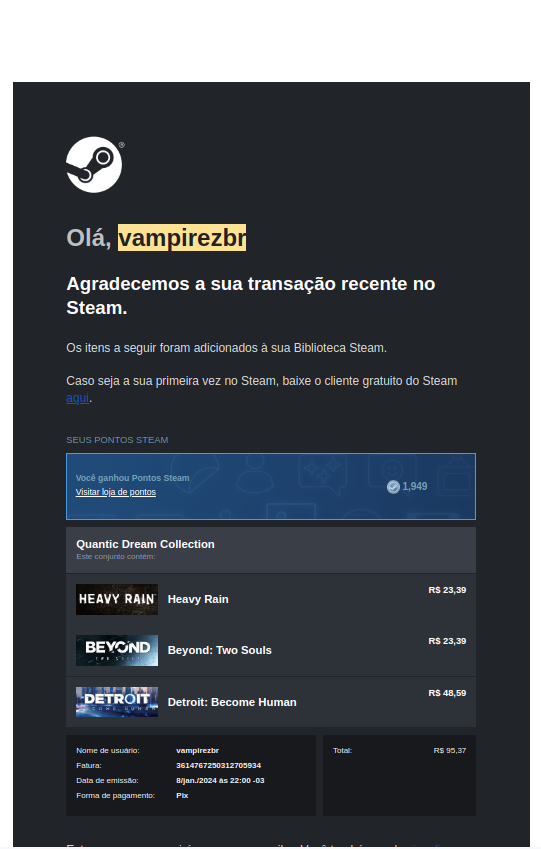 Olá, vampirezbr
Agradecemos a sua transação recente no
Steam.
Os itens a seguir foram adicionados à sua Biblioteca Steam.
Caso seja a sua primeira vez no Steam, baixe o cliente gratuito do Steam
aqui.
SEUS PONTOS STEAM
Você ganhou Pontos Steam
Visitar loja de pontos
1,949
Quantic Dream Collection
Este conjunto contém:
HEAVY RAIN
Heavy Rain
R$ 23,39
BEYOND
TWO SOULS
Beyond: Two Souls
R$ 23,39
DETROIT
BECOME HUMAN
Detroit: Become Human
R$ 48,59
Nome de usuário: vampirezbr
Fatura: 3614767250312705934
Data de emissão: 8/jan./2024 às 22:00 -03
Forma de pagamento: Pix
Total: R$ 95,37